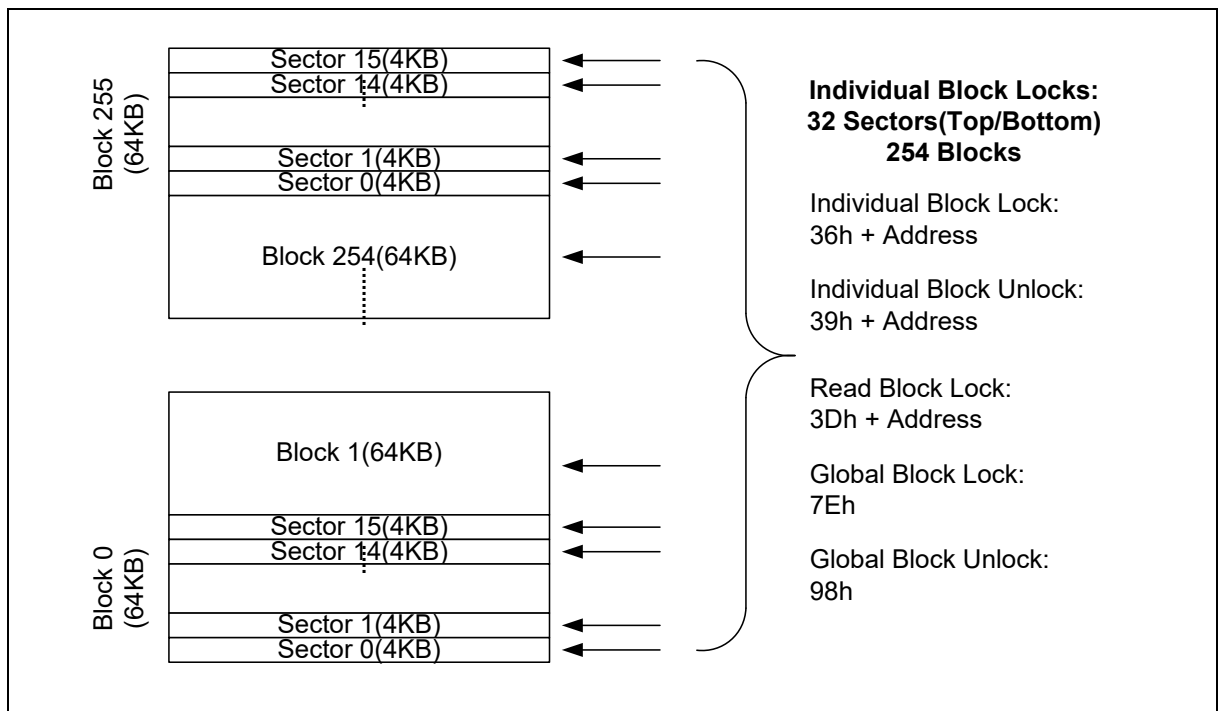 Block 255
(64KB)
Sector 15(4KB)
Sector 14(4KB)
Sector 1(4KB)
Sector 0(4KB)
Block 254(64KB)
Block 0
(64KB)
Block 1(64KB)
Sector 15(4KB)
Sector 14(4KB)
Sector 1(4KB)
Sector 0(4KB)
Individual Block Locks:
32 Sectors(Top/Bottom)
254 Blocks
Individual Block Lock:
36h + Address
Individual Block Unlock:
39h + Address
Read Block Lock:
3Dh + Address
Global Block Lock:
7Eh
Global Block Unlock:
98h